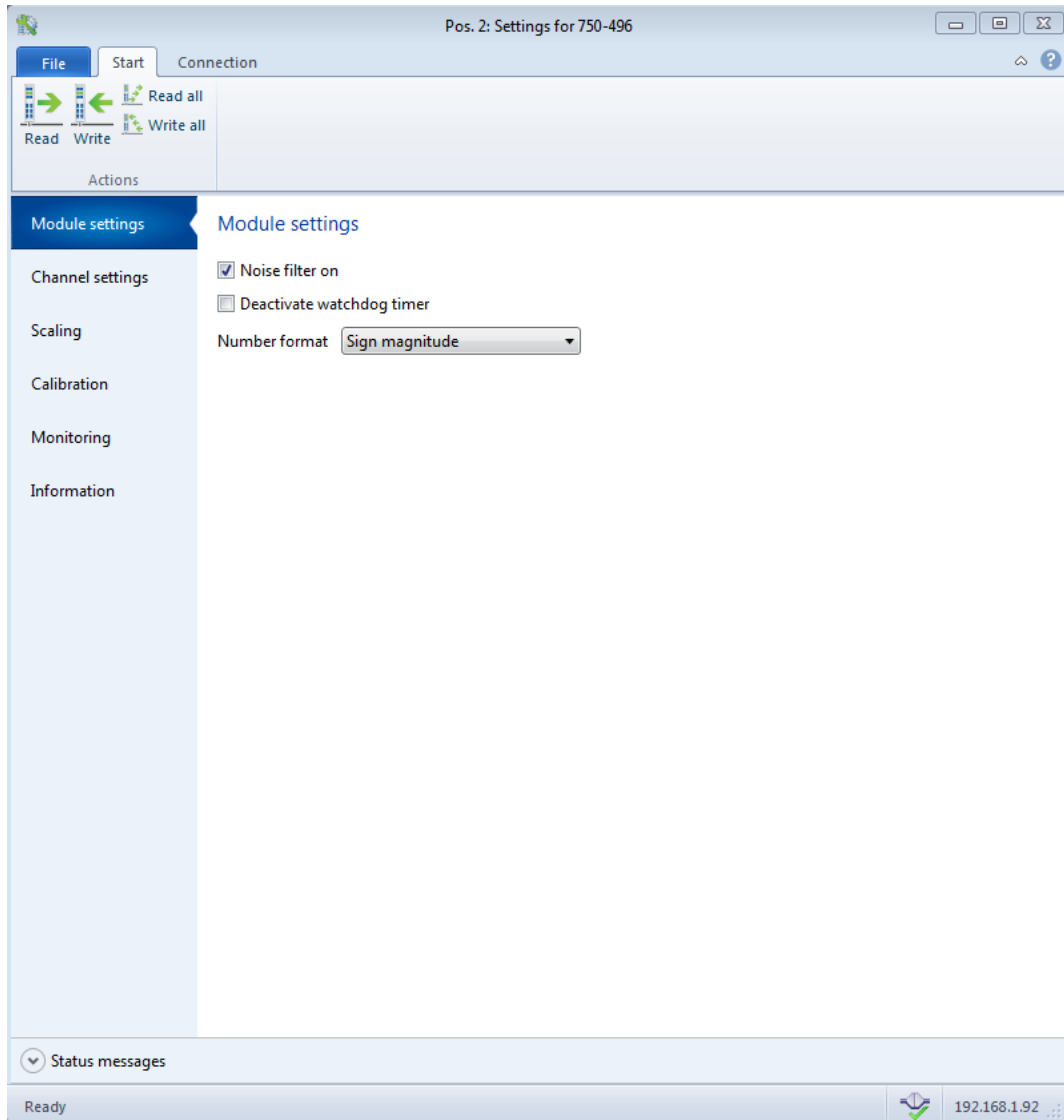 Pos. 2: Settings for 750-496
File Start Connection
Read Write Read all
Write all
Actions
Module settings
Channel settings
Scaling
Calibration
Monitoring
Information
Module settings
Noise filter on
Deactivate watchdog timer
Number format Sign magnitude
Status messages
Ready 192.168.1.92